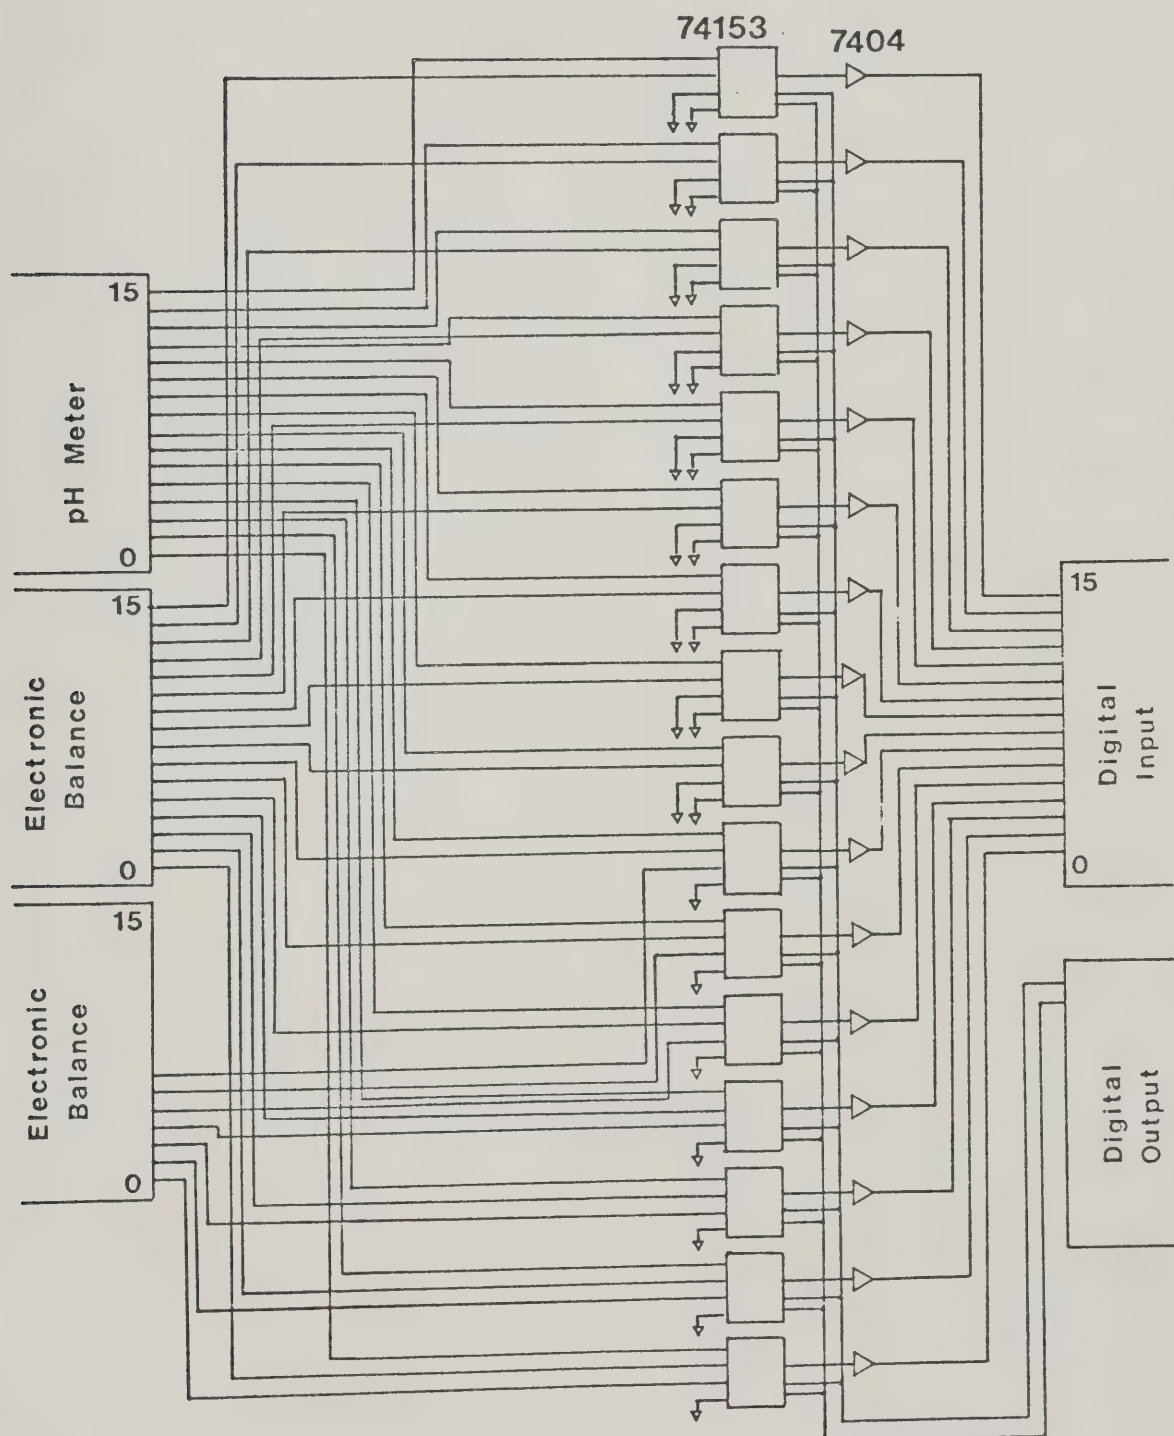 74153
7404
15
pH Meter
0
15
Electronic
Balance
0
15
Electronic
Balance
0
15
Digital
Input
0
Digital
Output